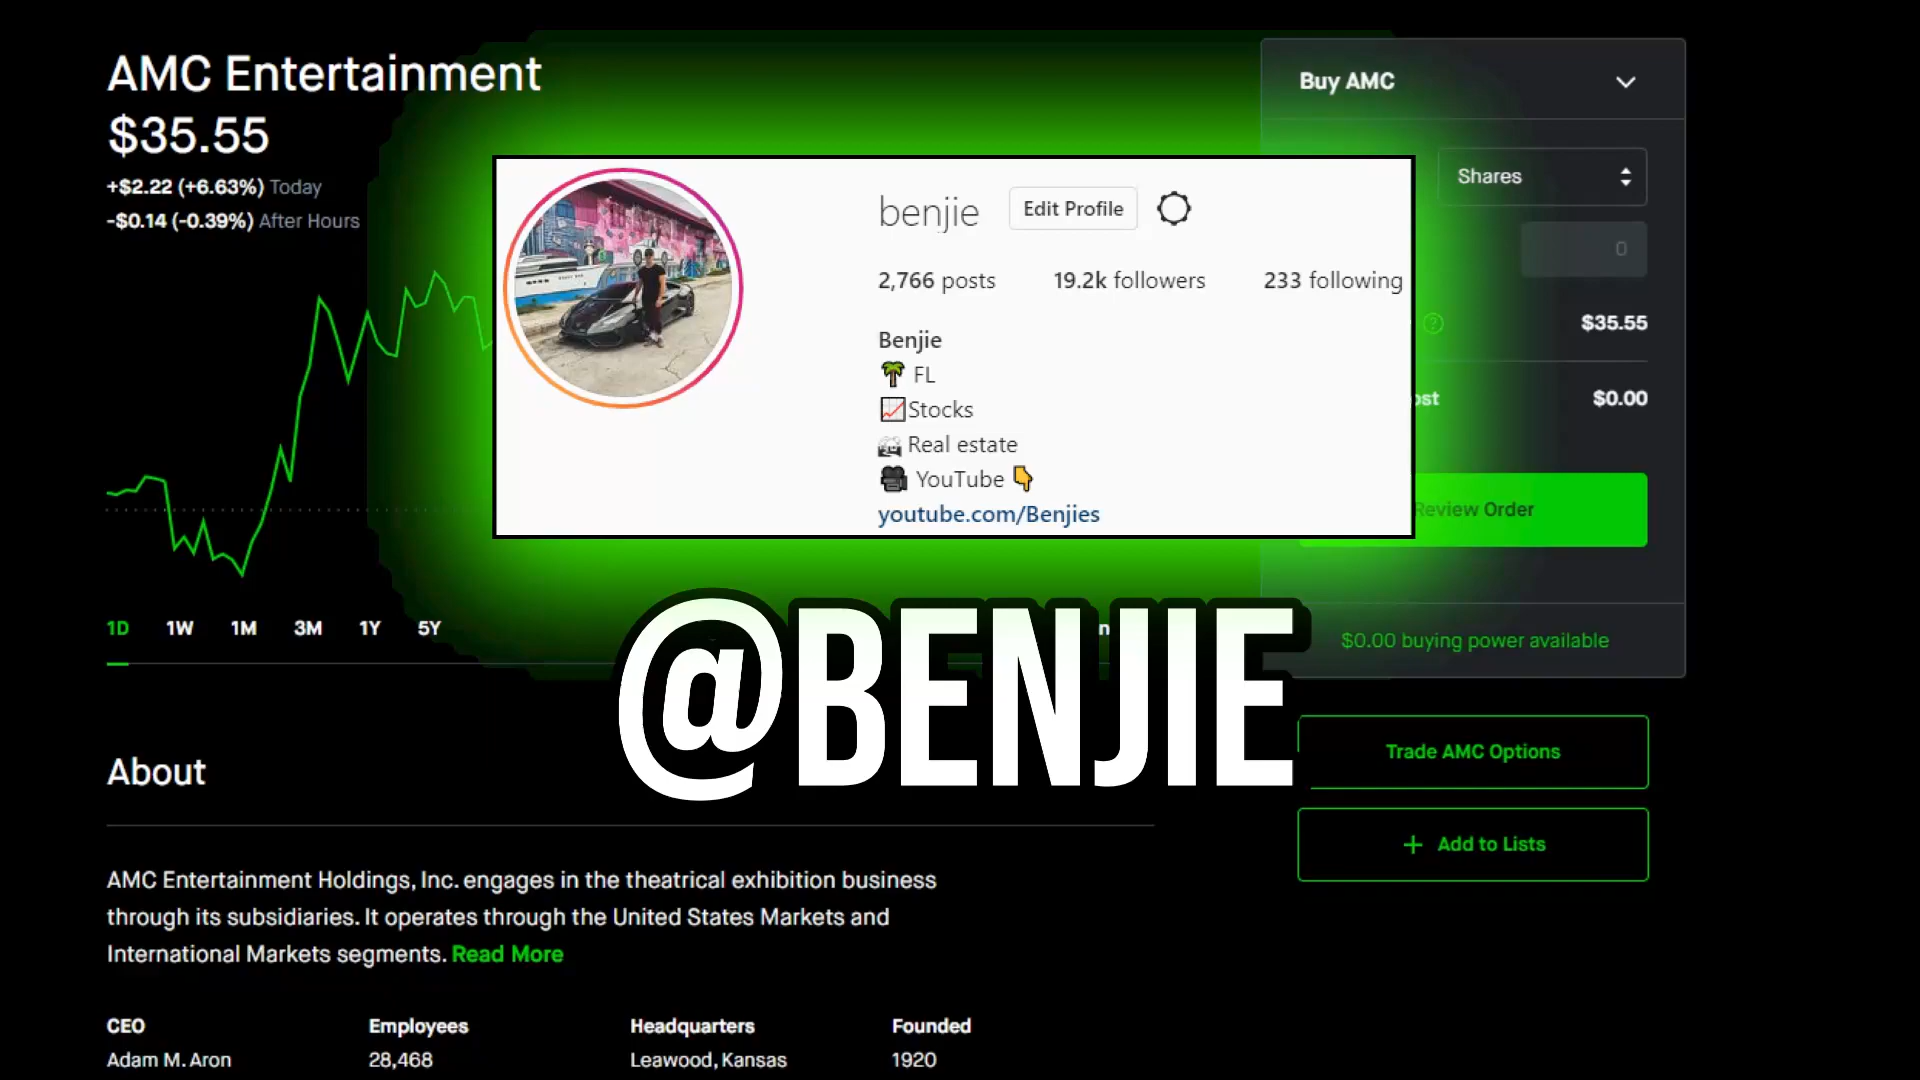 AMC Entertainment
$35.55
+$2.22 (+6.63%) Today
-$0.14 (-0.39%) After Hours
1D 1W 1M 3M 1Y 5Y
benjie Edit Profile
2,766 posts 19.2k followers 233 following
Benjie
FL
Stocks
Real estate
YouTube
youtube.com/Benjies
@BENJIE
Buy AMC
Shares
0
$35.55
$0.00
Review Order
$0.00 buying power available
Trade AMC Options
+ Add to Lists
About
AMC Entertainment Holdings, Inc. engages in the theatrical exhibition business
through its subsidiaries. It operates through the United States Markets and
International Markets segments. Read More
CEO Employees Headquarters Founded
Adam M. Aron 28,468 Leawood, Kansas 1920